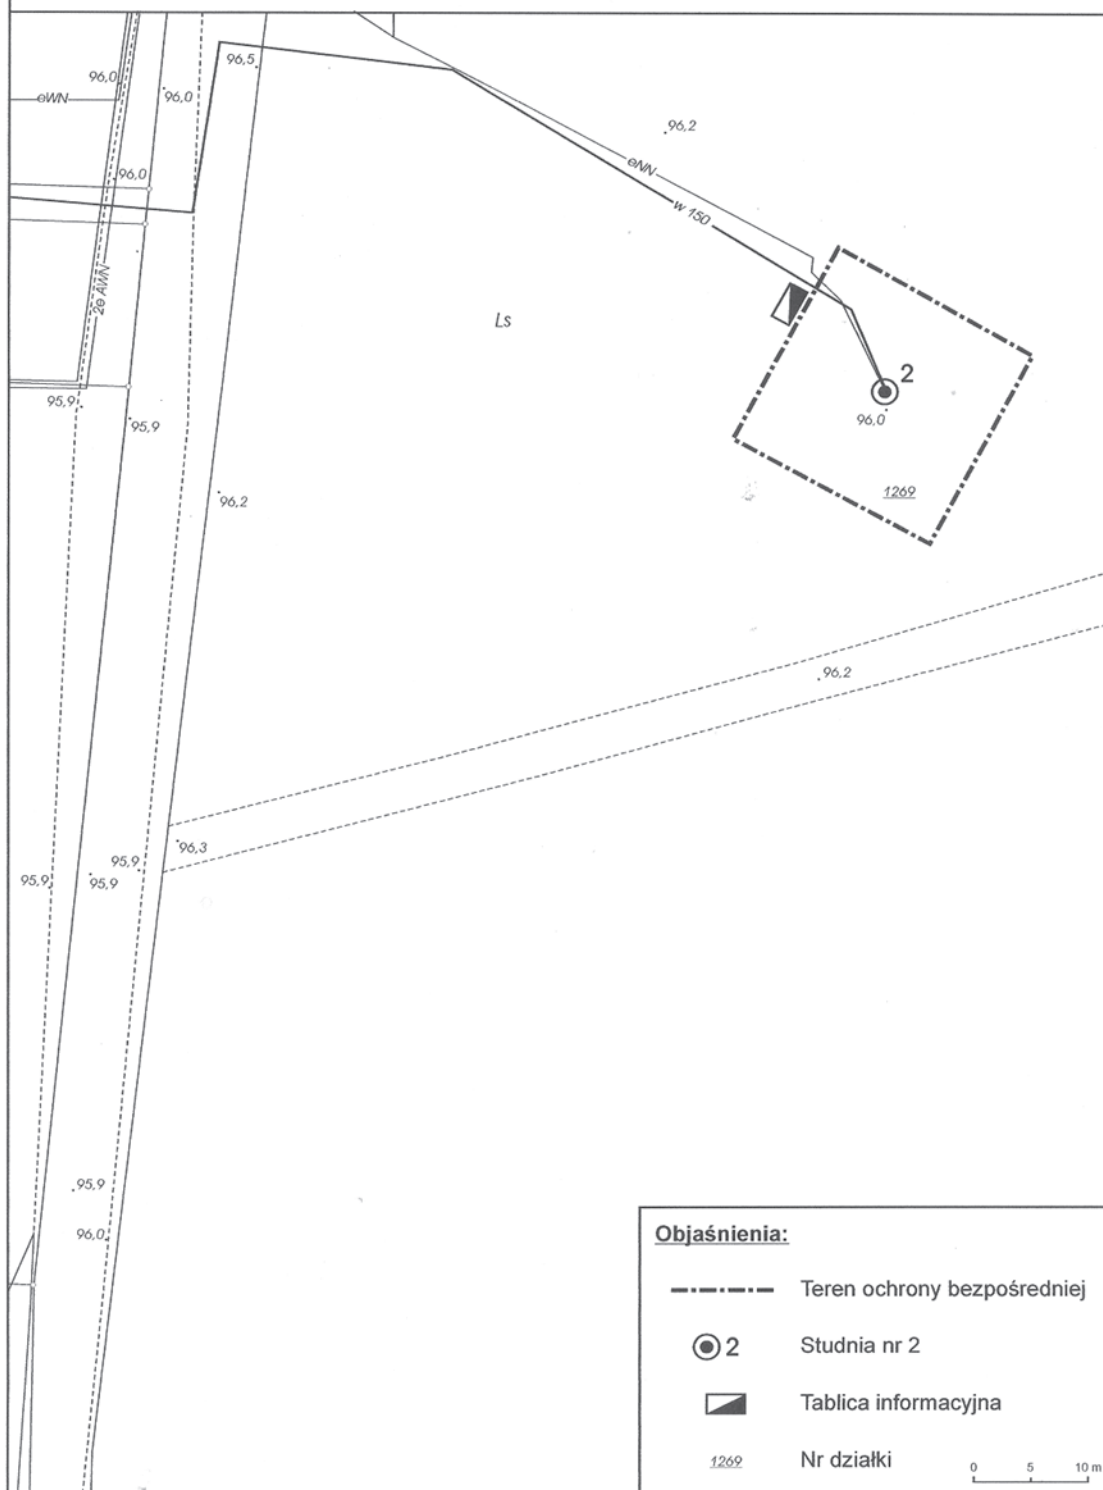 96,5
96,0
eWN
96,0
96,2
eNN
96,0
w 150
2e AWN
Ls
2
95,9
95,9
96,0
1269
96,2
96,2
96,3
95,9
95,9
95,9
95,9
96,0
Objaśnienia:
Teren ochrony bezpośredniej
2 Studnia nr 2
Tablica informacyjna
1269 Nr działki
0 5 10 m